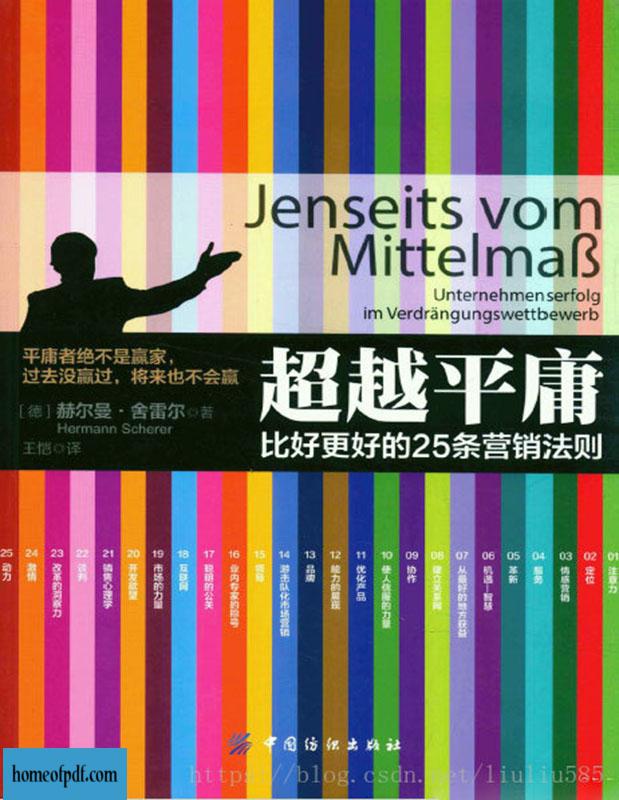 Jenseits vom
Mittelmaß
Unternehmenserfolg
im Verdrängungswettbewerb
平庸者绝不是赢家，
过去没赢过，将来也不会赢
超越平庸
[德] 赫尔曼·舍雷尔◎著
Hermann Scherer
王恺◎译
比好更好的25条营销法则
25 动力
24 激情
23 改革的洞察力
22 谈判
21 销售心理学
20 开发欲望
19 市场的力量
18 互联网
17 聪明的公关
16 业内专家的称号
15
14 游击队化市场营销
13 品牌
12 能力的展现
11 优化产品
10 使人信服的力量
09 协作
08 建立关系网
07 从最好的地方获益
06 机遇—智慧
05 革新
04 服务
03 情感营销
02 定位
01 注意力
中国纺织出版社
homeofpdf.com
https://blog.csdn.net/liuliu585-